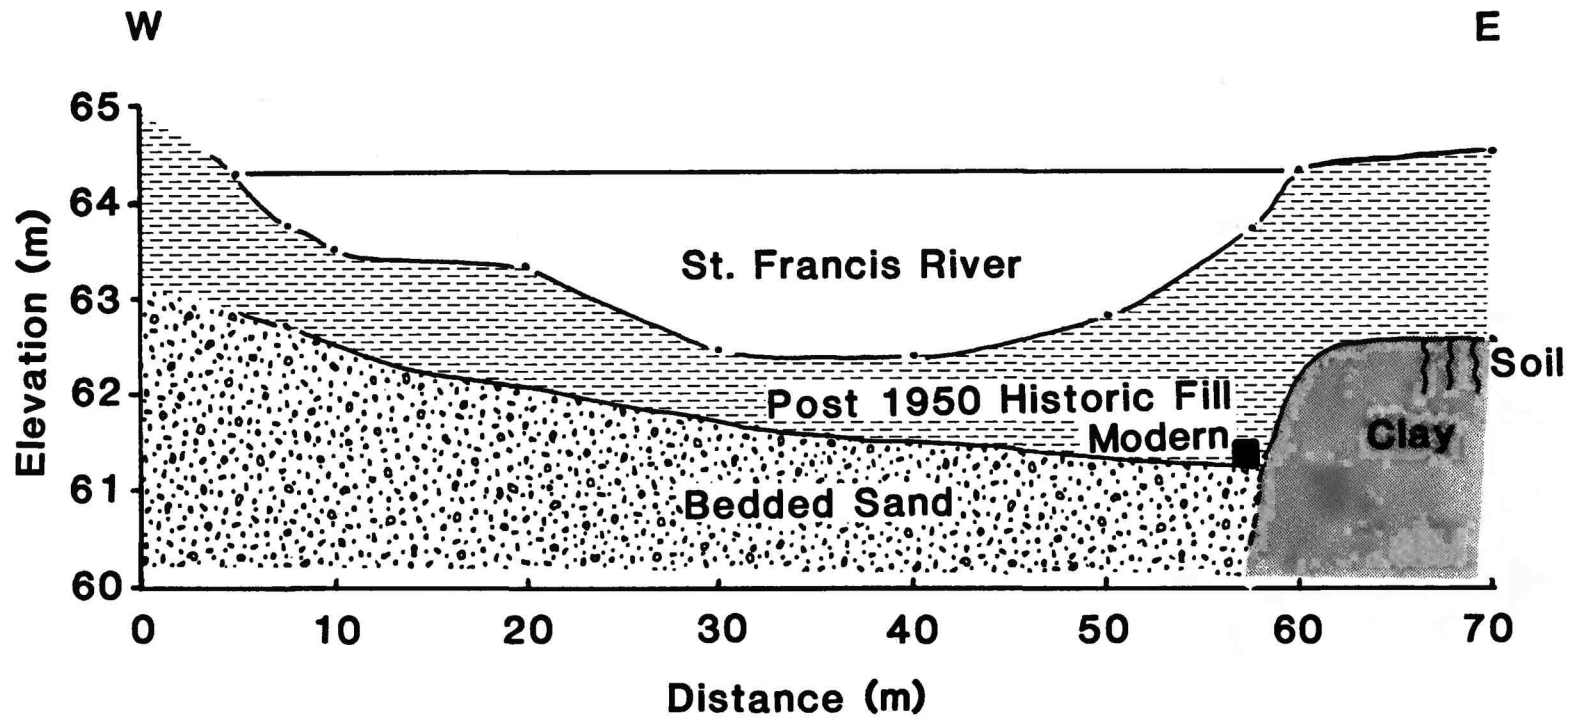 W E
65
64
63
62
61
60
Elevation (m)
St. Francis River
Post 1950 Historic Fill
Modern
Soil
Clay
Bedded Sand
0 10 20 30 40 50 60 70
Distance (m)